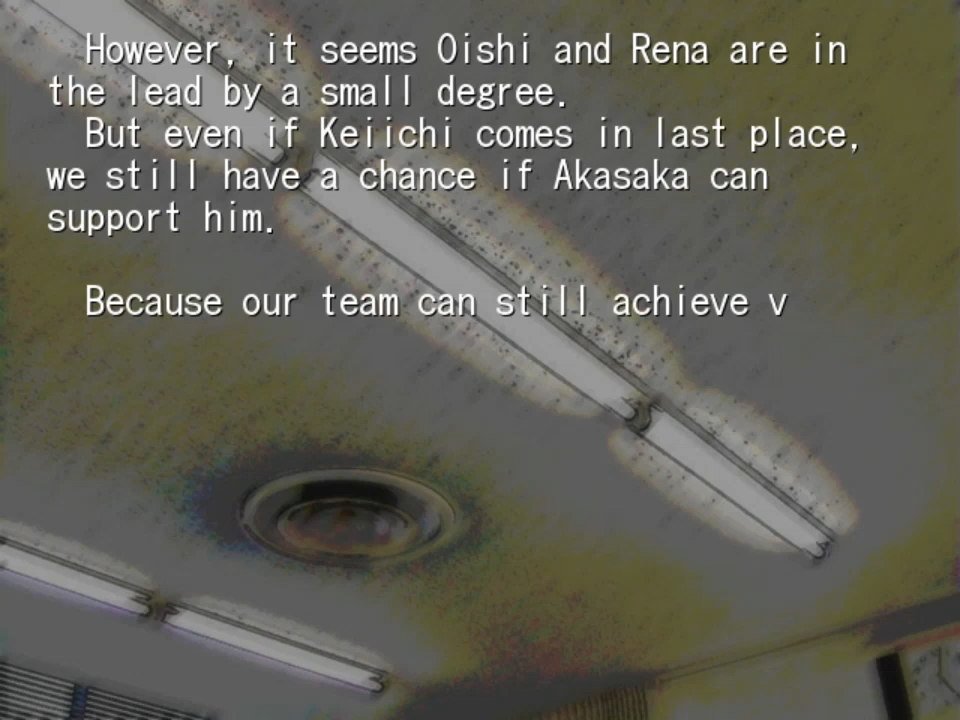 However, it seems Oishi and Rena are in
the lead by a small degree.
But even if Keiichi comes in last place,
we still have a chance if Akasaka can
support him.
Because our team can still achieve v